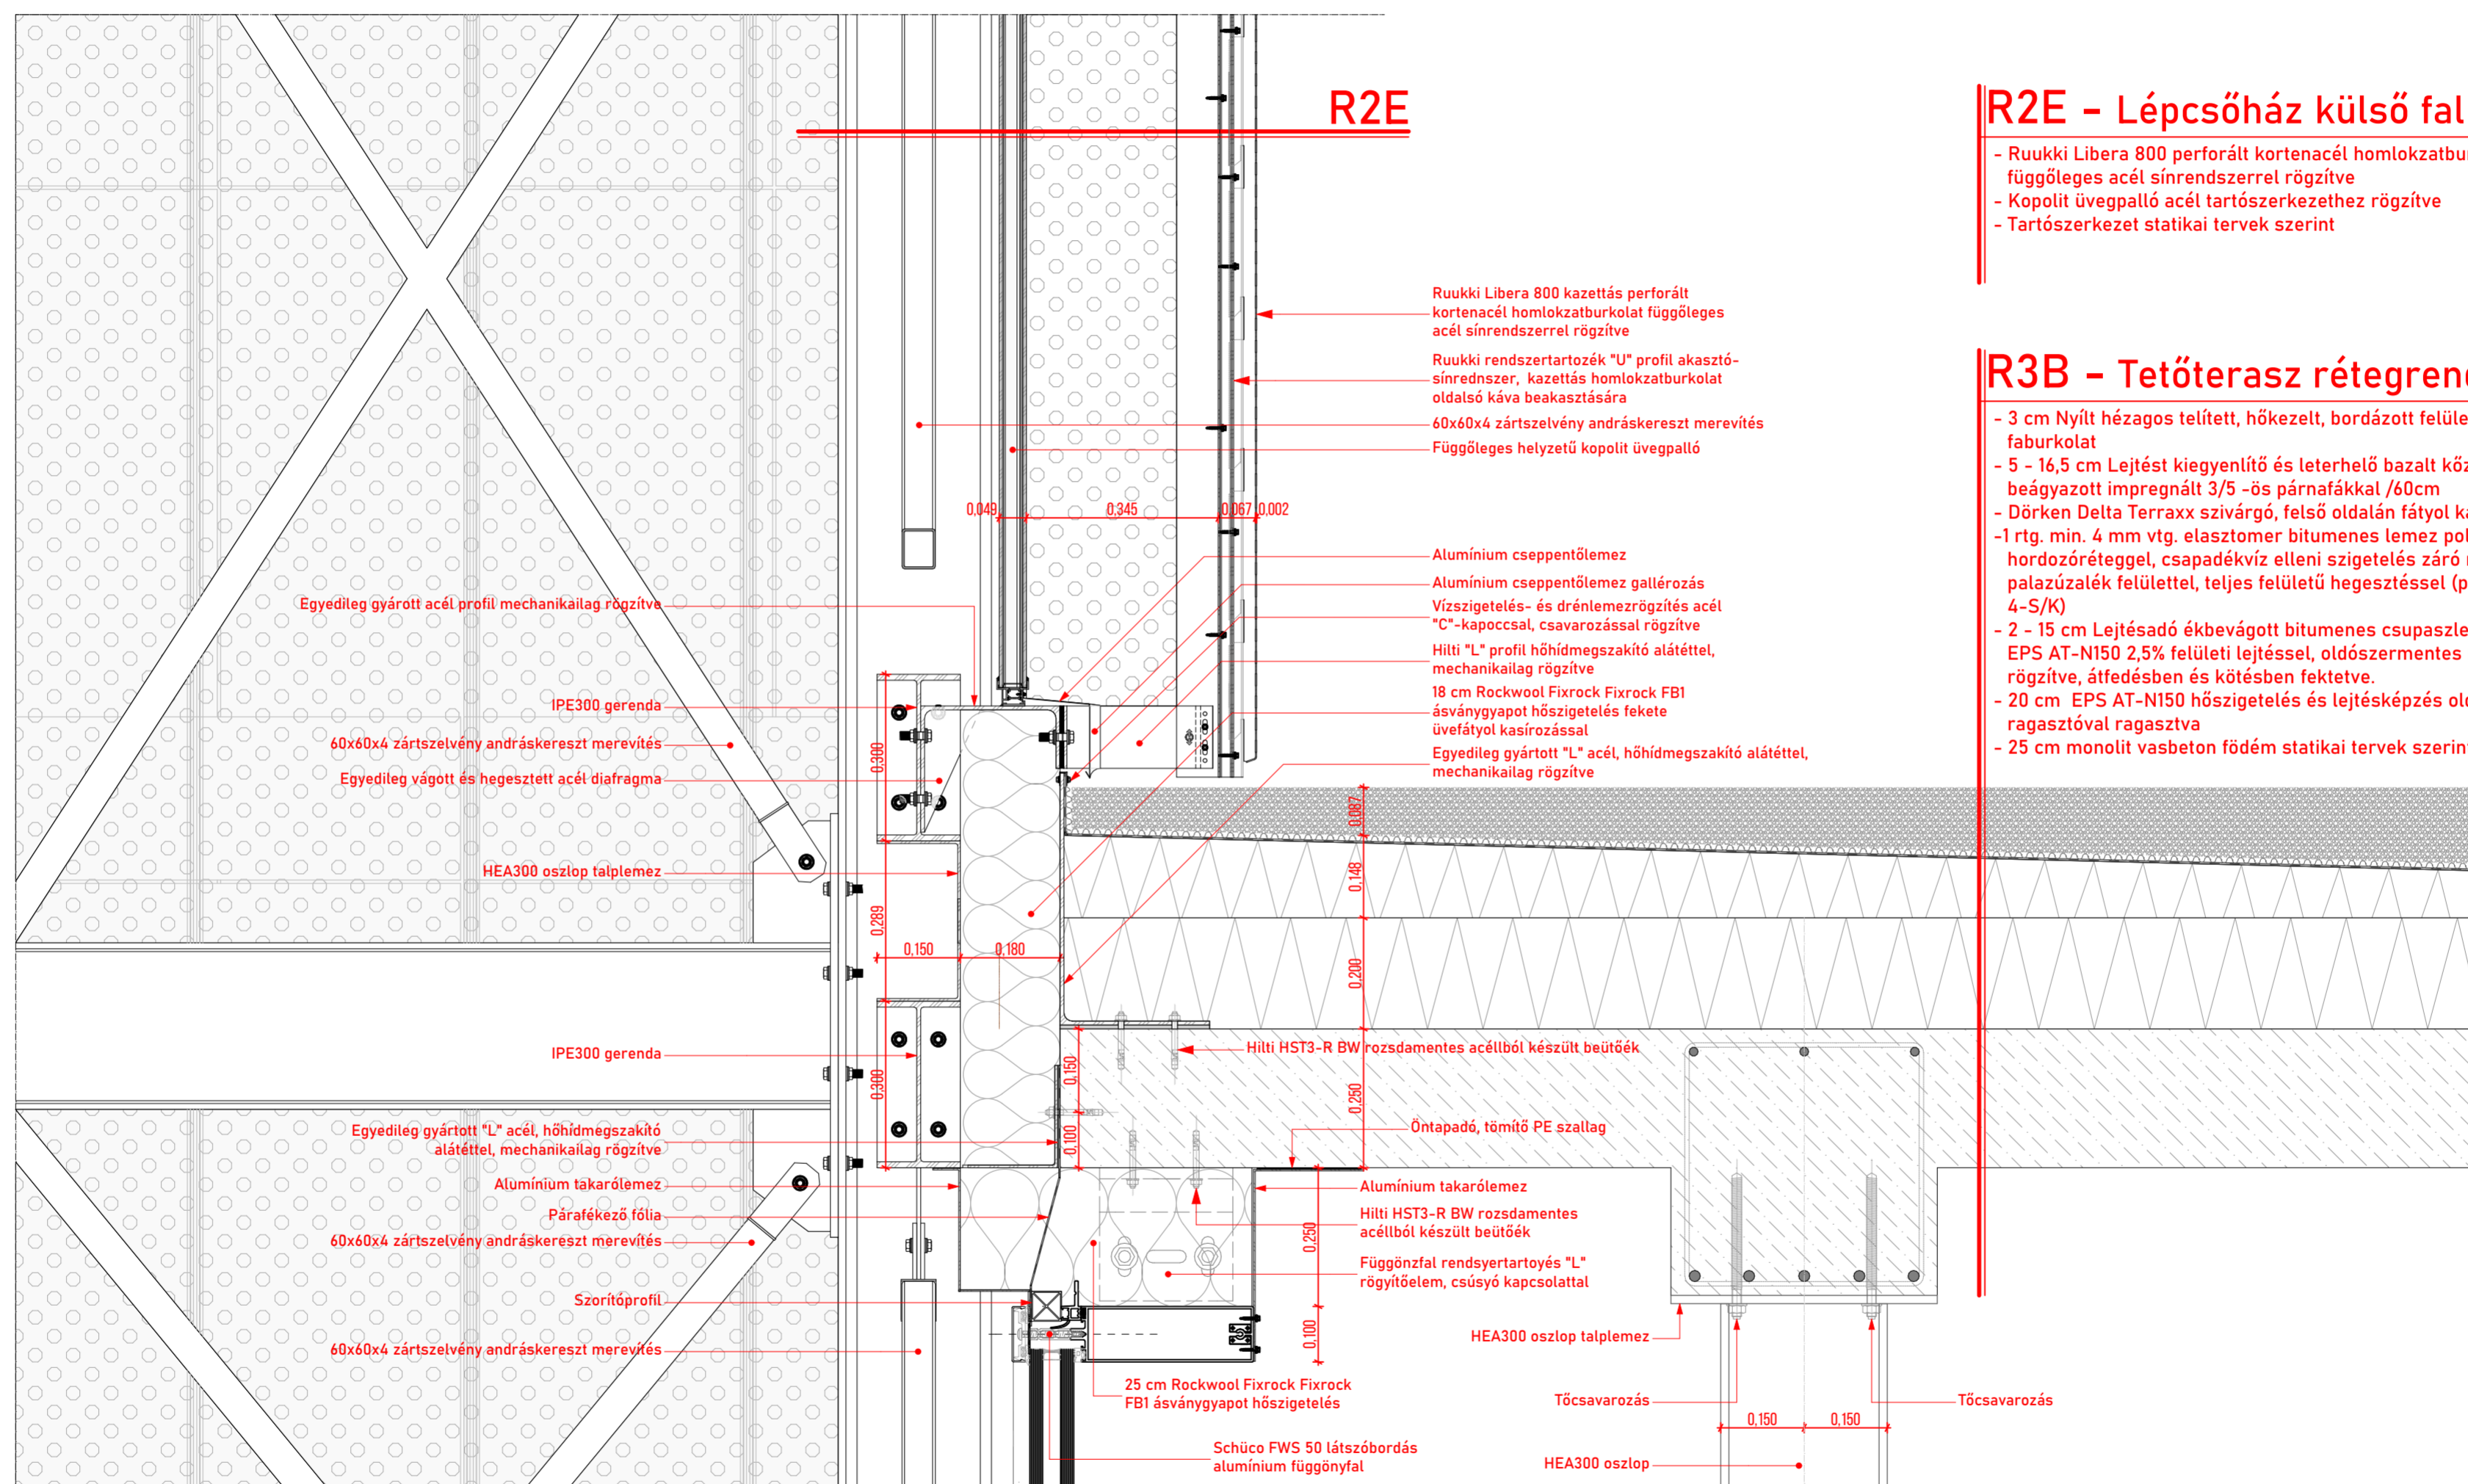 R2E
R2E - Lépcsőház külső fal
- Ruukki Libera 800 perforált kortenacél
függőleges acél sínrendszerrel rögzítve
- Kopolit üvegpalló acél tartószerkezethez rögzítve
- Tartószerkezet statikai tervek szerint
R3B - Tetőterasz
- 3 cm Nyílt hézagos telített, hőkezelt, bordázott
faburkolat
- 5 - 16,5 cm Lejtést kiegyenlítő és leterhelő bazalt
beágyazott impregnált 3/5 -ös párnafákkal /60cm
- Dörken Delta Terraxx szivárgó, felső oldalán fátyol
-1 rtg. min. 4 mm vtg. elasztomer bitumenes lemez
hordozóréteggel, csapadékvíz elleni szigetelés záró
palazúzalék felülettel, teljes felületű hegesztéssel
4-S/K)
- 2 - 15 cm Lejtésadó ékbevágott bitumenes
EPS AT-N150 2,5% felületi lejtéssel, oldószermentes
rögzítve, átfedésben és kötésben fektetve.
- 20 cm EPS AT-N150 hőszigetelés és lejtésképzés
ragasztóval ragasztva
- 25 cm monolit vasbeton födém statikai tervek
Ruukki Libera 800 kazettás perforált
kortenacél homlokzatburkolat függőleges
acél sínrendszerrel rögzítve
Ruukki rendszertartozék "U" profil akasztó-
sínrednszer, kazettás homlokzatburkolat
oldalsó káva beakasztására
60x60x4 zártszelvény andráskereszt merevítés
Függőleges helyzetű kopolit üvegpalló
0,049 0,345 0,067 0,002
Alumínium cseppentőlemez
Alumínium cseppentőlemez gallérozás
Vízszigetelés- és drénlemezrögzítés acél
"C"-kapoccsal, csavarozással rögzítve
Hilti "L" profil hőhídmegszakító alátéttel,
mechanikailag rögzítve
18 cm Rockwool Fixrock Fixrock FB1
ásványgyapot hőszigetelés fekete
üvefátyol kasírozással
Egyedileg gyártott "L" acél, hőhídmegszakító alátéttel,
mechanikailag rögzítve
Egyedileg gyárott acél profil mechanikailag rögzítve
IPE300 gerenda
60x60x4 zártszelvény andráskereszt merevítés
Egyedileg vágott és hegesztett acél diafragma
HEA300 oszlop talplemez
0,300
0,289
0,300
0,150 0,180
0,087
0,148
0,200
0,250
0,150
0,100
IPE300 gerenda
Hilti HST3-R BW rozsdamentes acéllból készült beütőék
Egyedileg gyártott "L" acél, hőhídmegszakító
alátéttel, mechanikailag rögzítve
Öntapadó, tömítő PE szallag
Alumínium takarólemez
Párafékező fólia
60x60x4 zártszelvény andráskereszt merevítés
Szorítóprofil
60x60x4 zártszelvény andráskereszt merevítés
Alumínium takarólemez
Hilti HST3-R BW rozsdamentes
acéllból készült beütőék
Függönzfal rendsyertartoyés "L"
rögyítőelem, csúsyó kapcsolattal
0,250
0,100
25 cm Rockwool Fixrock Fixrock
FB1 ásványgyapot hőszigetelés
Schüco FWS 50 látszóbordás
alumínium függönyfal
HEA300 oszlop talplemez
Tőcsavarozás
Tőcsavarozás
0,150 0,150
HEA300 oszlop